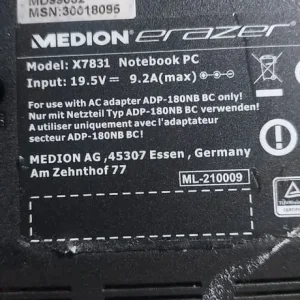 MSN:30018095
MEDION erazer
Model: X7831 Notebook PC
Input: 19.5V⎓ 9.2A(max)
For use with AC adapter ADP-180NB BC only!
Nur mit Netzteil Typ ADP-180NB BC verwenden!
A utiliser uniquement avec l'adaptateur
secteur ADP-180NB BC!
MEDION AG ,45307 Essen , Germany
Am Zehnthof 77
ML-210009